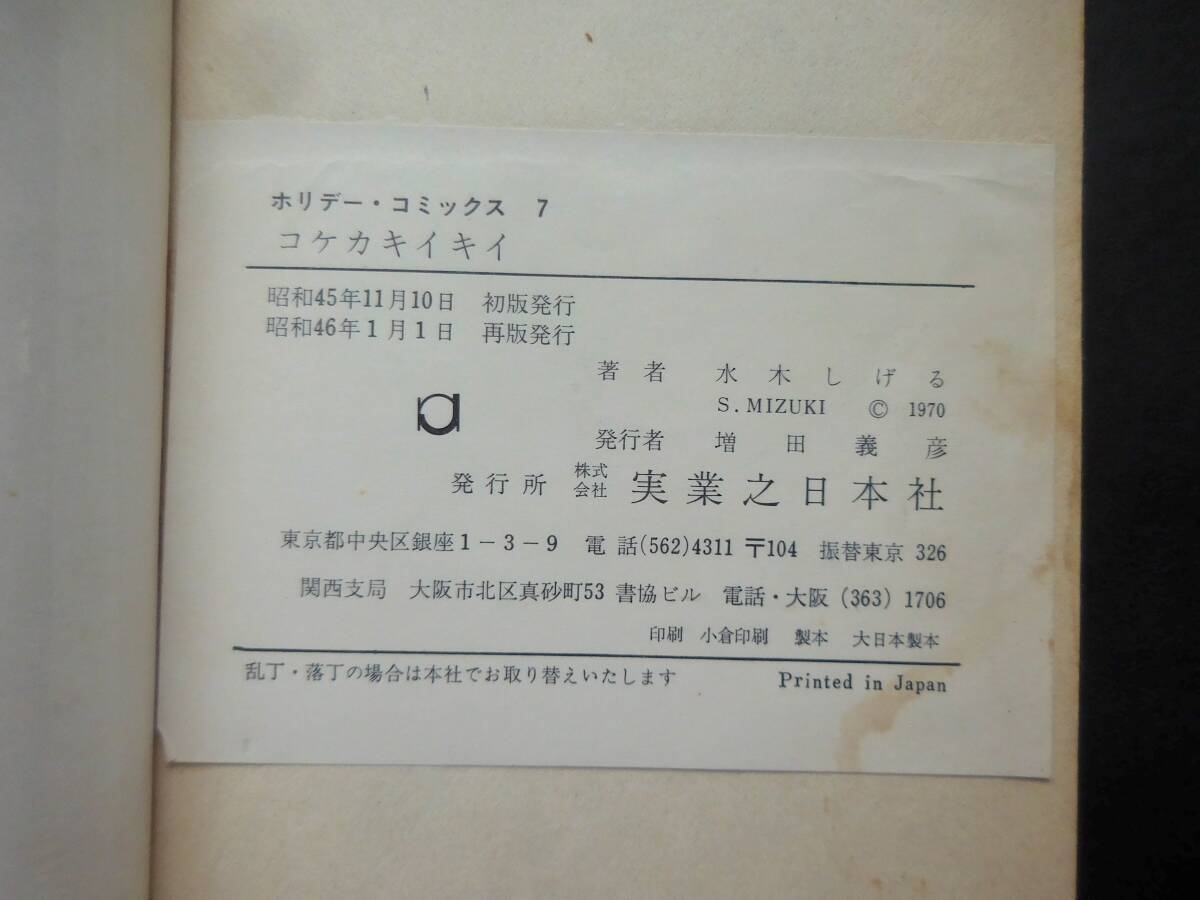 ホリデー・コミックス 7
コケカキイキイ
昭和45年11月10日 初版発行
昭和46年1月1日 再版発行
著者 水木しげる
S. MIZUKI © 1970
発行者 増田義彦
発行所 株式会社 実業之日本社
東京都中央区銀座1-3-9 電話(562)4311 〒104 振替東京 326
関西支局 大阪市北区真砂町53 書協ビル 電話・大阪 (363) 1706
印刷 小倉印刷 製本 大日本製本
乱丁・落丁の場合は本社でお取り替えいたします Printed in Japan